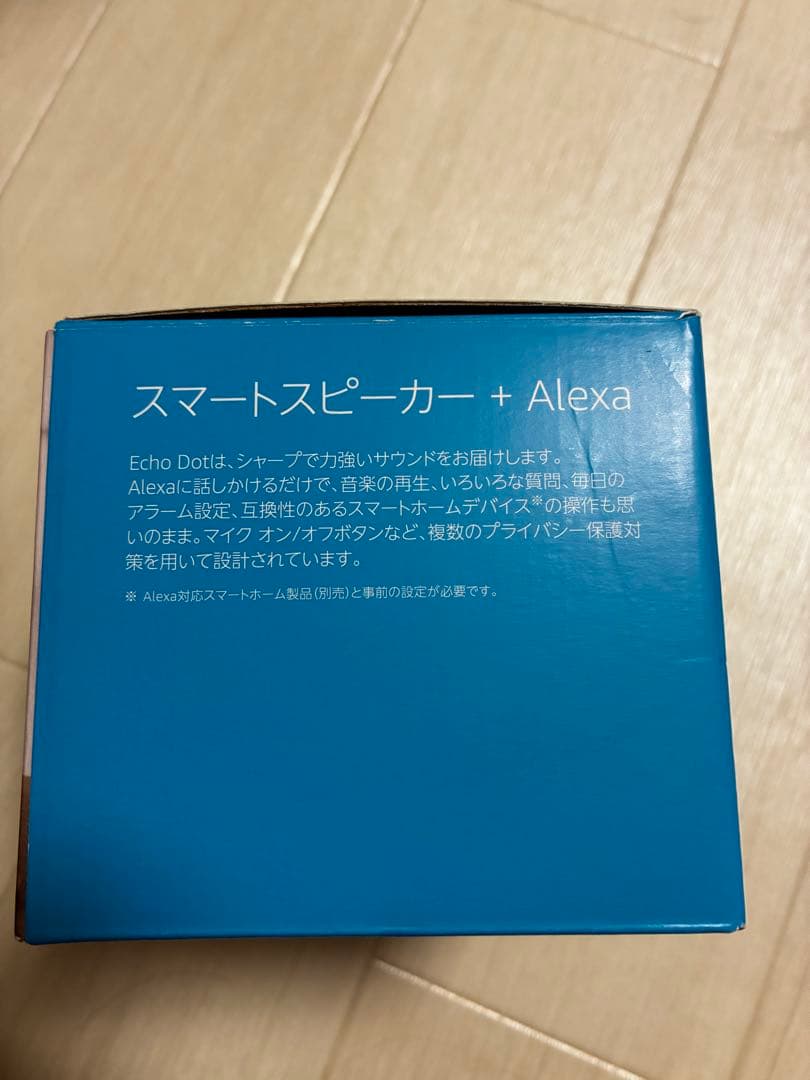 スマートスピーカー + Alexa
Echo Dotは、シャープで力強いサウンドをお届けします。
Alexaに話しかけるだけで、音楽の再生、いろいろな質問、毎日の
アラーム設定、互換性のあるスマートホームデバイス※の操作も思
いのまま。マイク オン/オフボタンなど、複数のプライバシー保護対
策を用いて設計されています。
※ Alexa対応スマートホーム製品(別売)と事前の設定が必要です。